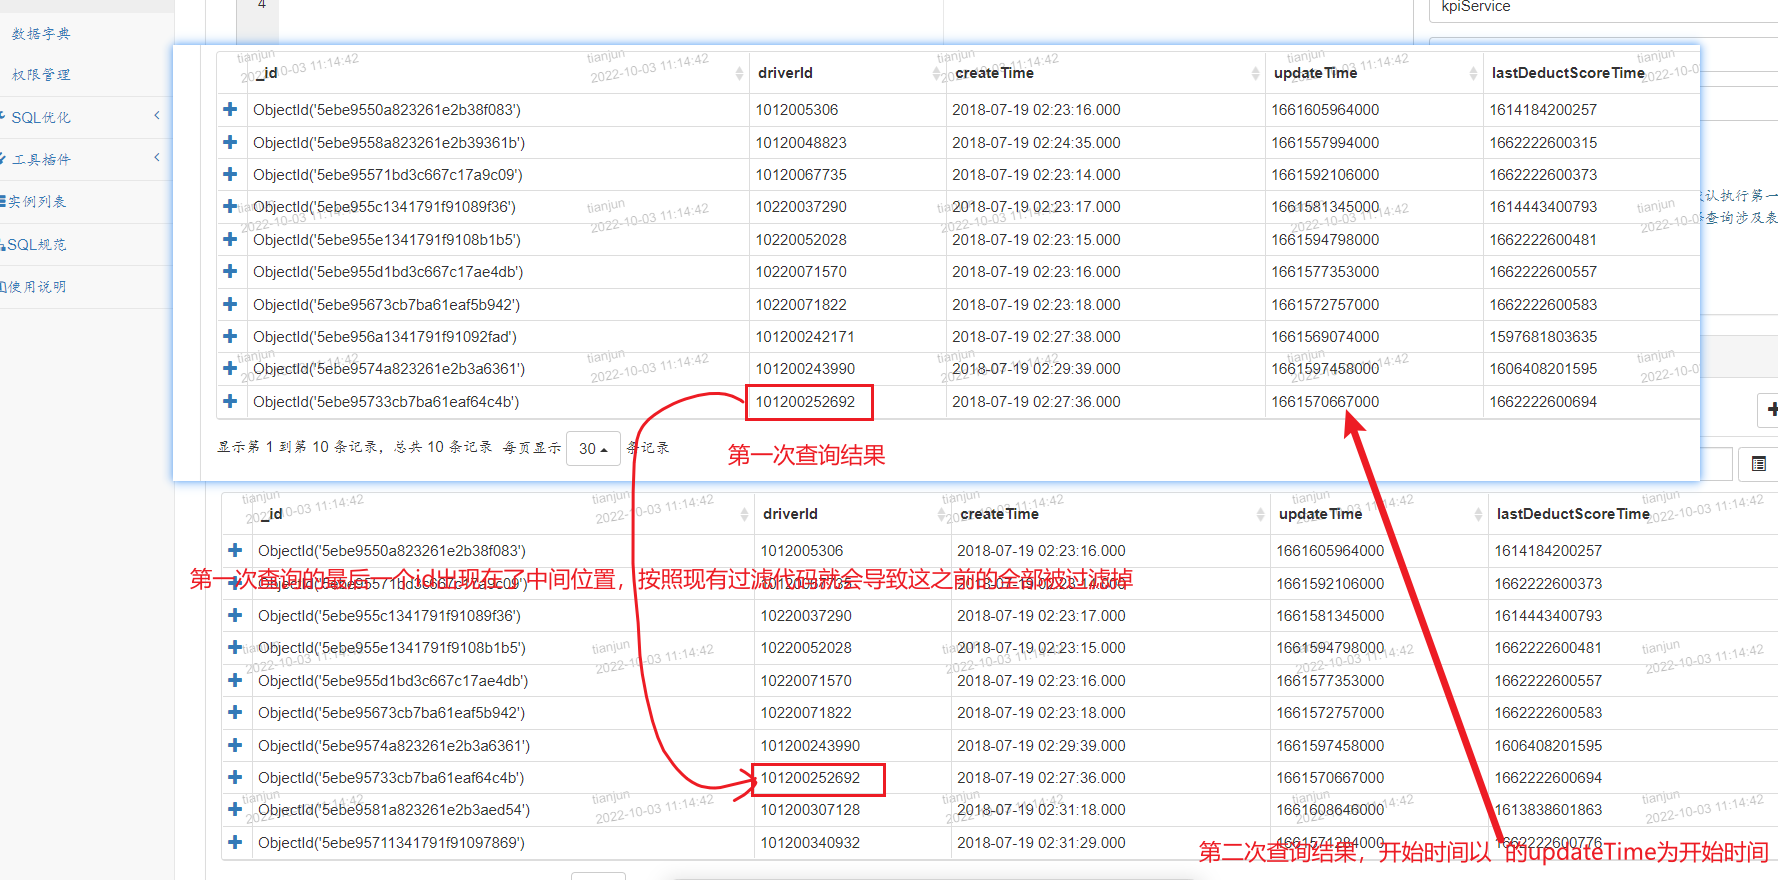 4
kpiService
数据字典
权限管理
SQL优化
工具插件
实例列表
SQL规范
使用说明
认执行第一
查询涉及表
_id driverId createTime updateTime lastDeductScoreTime
ObjectId('5ebe9550a823261e2b38f083') 1012005306 2018-07-19 02:23:16.000 1661605964000 1614184200257
ObjectId('5ebe9558a823261e2b39361b') 10120048823 2018-07-19 02:24:35.000 1661557994000 1662222600315
ObjectId('5ebe95571bd3c667c17a9c09') 10120067735 2018-07-19 02:23:14.000 1661592106000 1662222600373
ObjectId('5ebe955c1341791f91089f36') 10220037290 2018-07-19 02:23:17.000 1661581345000 1614443400793
ObjectId('5ebe955e1341791f9108b1b5') 10220052028 2018-07-19 02:23:15.000 1661594798000 1662222600481
ObjectId('5ebe955d1bd3c667c17ae4db') 10220071570 2018-07-19 02:23:16.000 1661577353000 1662222600557
ObjectId('5ebe95673cb7ba61eaf5b942') 10220071822 2018-07-19 02:23:18.000 1661572757000 1662222600583
ObjectId('5ebe956a1341791f91092fad') 101200242171 2018-07-19 02:27:38.000 1661569074000 1597681803635
ObjectId('5ebe9574a823261e2b3a6361') 101200243990 2018-07-19 02:29:39.000 1661597458000 1606408201595
ObjectId('5ebe95733cb7ba61eaf64c4b') 101200252692 2018-07-19 02:27:36.000 1661570667000 1662222600694
显示第 1 到第 10 条记录，总共 10 条记录 每页显示 30 条记录
第一次查询结果
_id driverId createTime updateTime lastDeductScoreTime
ObjectId('5ebe9550a823261e2b38f083') 1012005306 2018-07-19 02:23:16.000 1661605964000 1614184200257
ObjectId('5ebe95571bd3c667c17a9c09') 10120067735 2018-07-19 02:23:14.000 1661592106000 1662222600373
第一次查询的最后一个id出现在了中间位置，按照现有过滤代码就会导致这之前的全部被过滤掉
ObjectId('5ebe955c1341791f91089f36') 10220037290 2018-07-19 02:23:17.000 1661581345000 1614443400793
ObjectId('5ebe955e1341791f9108b1b5') 10220052028 2018-07-19 02:23:15.000 1661594798000 1662222600481
ObjectId('5ebe955d1bd3c667c17ae4db') 10220071570 2018-07-19 02:23:16.000 1661577353000 1662222600557
ObjectId('5ebe95673cb7ba61eaf5b942') 10220071822 2018-07-19 02:23:18.000 1661572757000 1662222600583
ObjectId('5ebe9574a823261e2b3a6361') 101200243990 2018-07-19 02:29:39.000 1661597458000 1606408201595
ObjectId('5ebe95733cb7ba61eaf64c4b') 101200252692 2018-07-19 02:27:36.000 1661570667000 1662222600694
ObjectId('5ebe9581a823261e2b3aed54') 101200307128 2018-07-19 02:31:18.000 1661608646000 1613838601863
ObjectId('5ebe95711341791f91097869') 101200340932 2018-07-19 02:31:29.000 1661571284000 1662222600776
第二次查询结果，开始时间以 的updateTime为开始时间
tianjun
2022-10-03 11:14:42